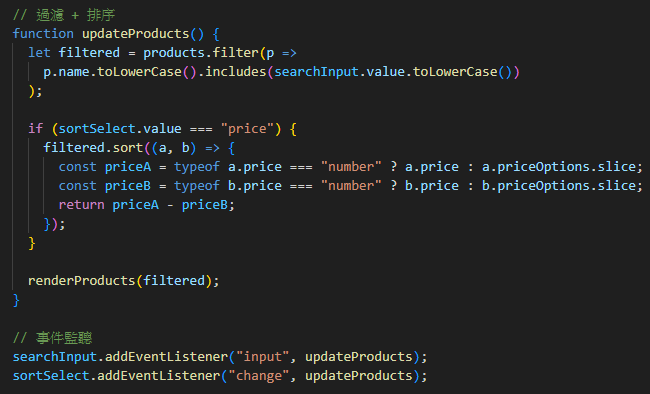 // 過濾 + 排序
function updateProducts() {
  let filtered = products.filter(p =>
    p.name.toLowerCase().includes(searchInput.value.toLowerCase())
  );

  if (sortSelect.value === "price") {
    filtered.sort((a, b) => {
      const priceA = typeof a.price === "number" ? a.price : a.priceOptions.slice;
      const priceB = typeof b.price === "number" ? b.price : b.priceOptions.slice;
      return priceA - priceB;
    });
  }

  renderProducts(filtered);
}

// 事件監聽
searchInput.addEventListener("input", updateProducts);
sortSelect.addEventListener("change", updateProducts);